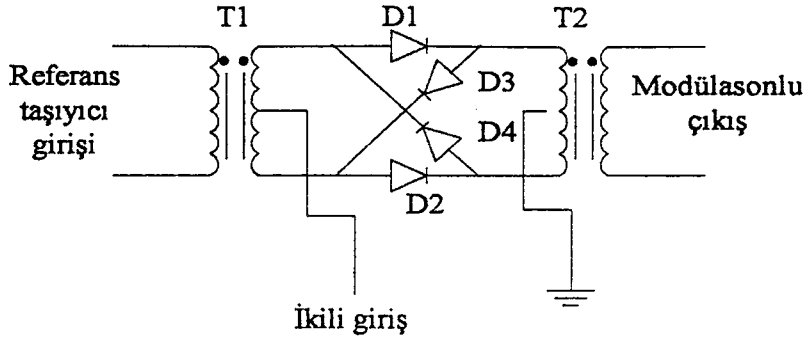 T1
D1
T2
Referans
taşıyıcı
girişi
D3
D4
Modülasonlu
çıkış
D2
İkili giriş